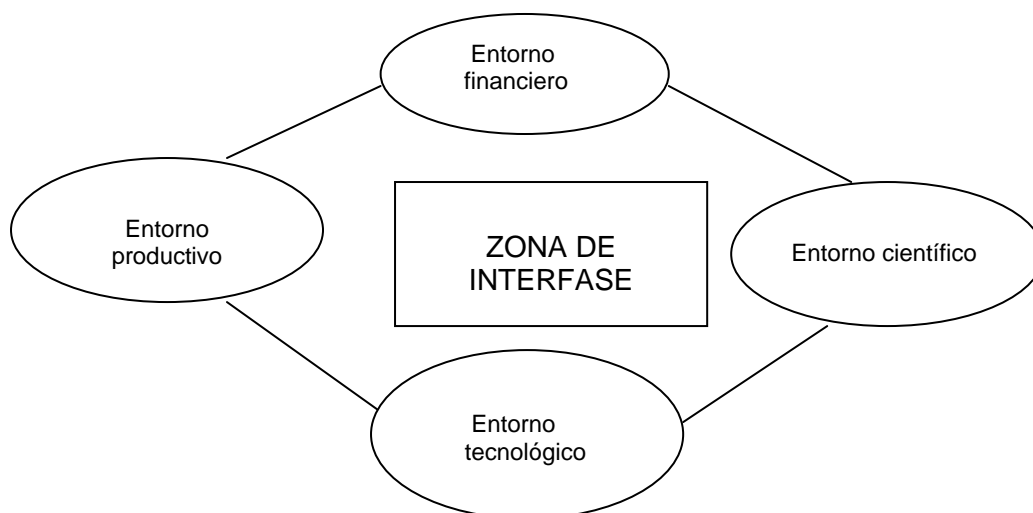 Entorno
financiero
Entorno
productivo
ZONA DE
INTERFASE
Entorno científico
Entorno
tecnológico